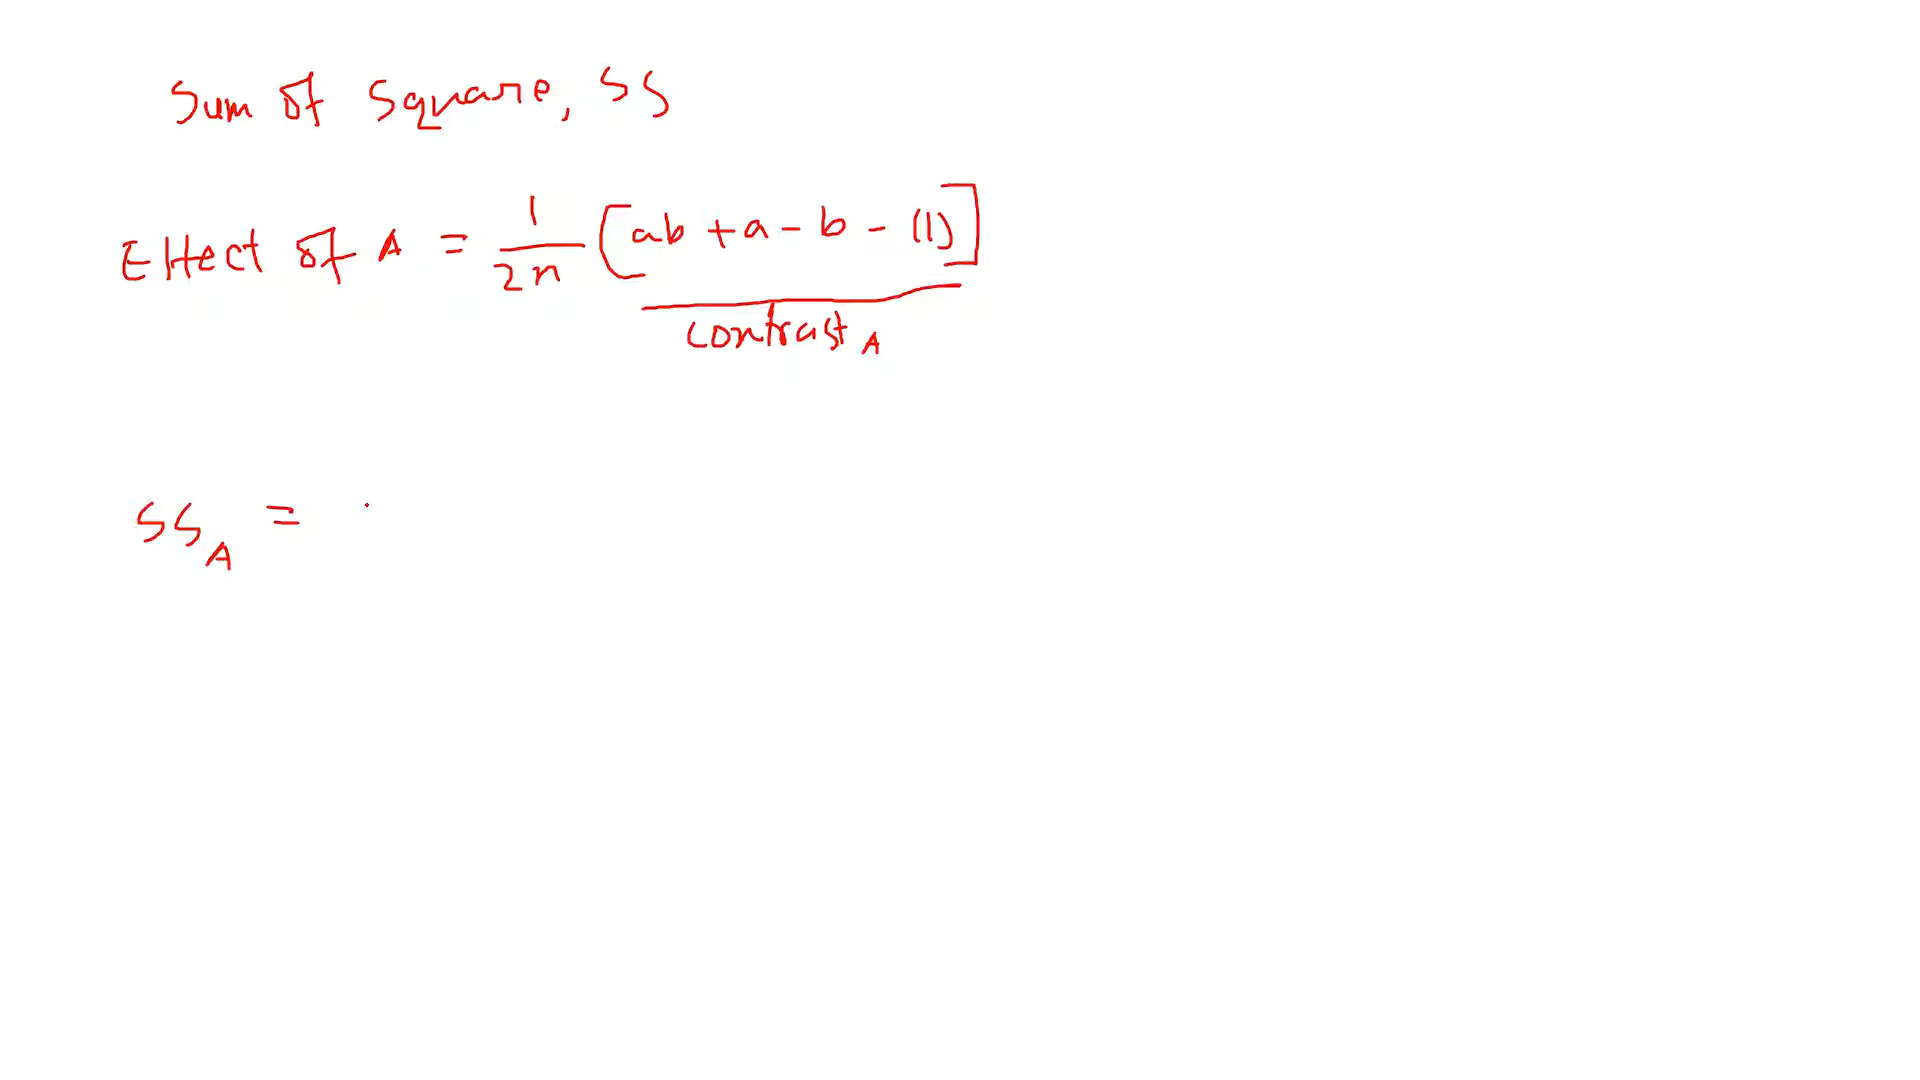 Sum of Square, SS
Effect of A = 1/2n [ab + a - b - (1)]
Contrast A
SS A =